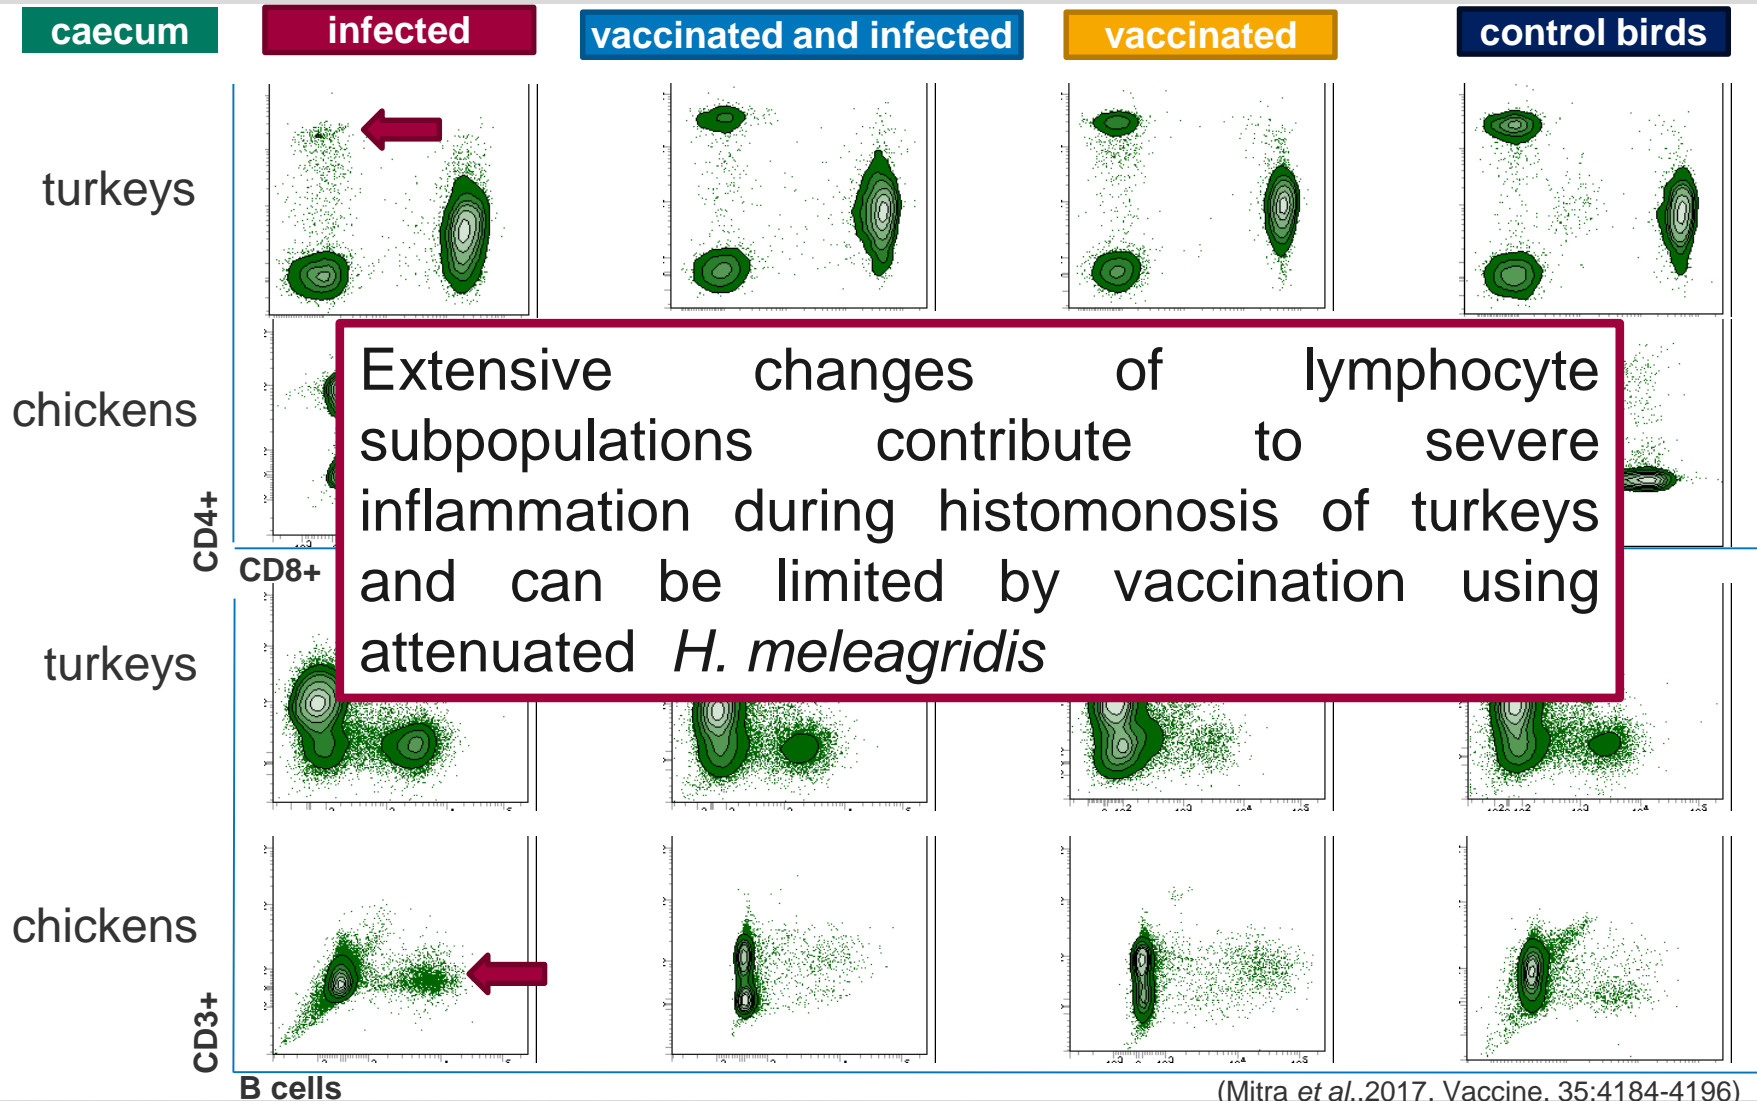 caecum
infected
vaccinated and infected
vaccinated
control birds
turkeys
chickens
CD4+
CD8+
Extensive changes of lymphocyte
subpopulations contribute to severe
inflammation during histomonosis of turkeys
and can be limited by vaccination using
attenuated H. meleagridis
turkeys
chickens
CD3+
B cells
(Mitra et al.,2017, Vaccine, 35:4184-4196)